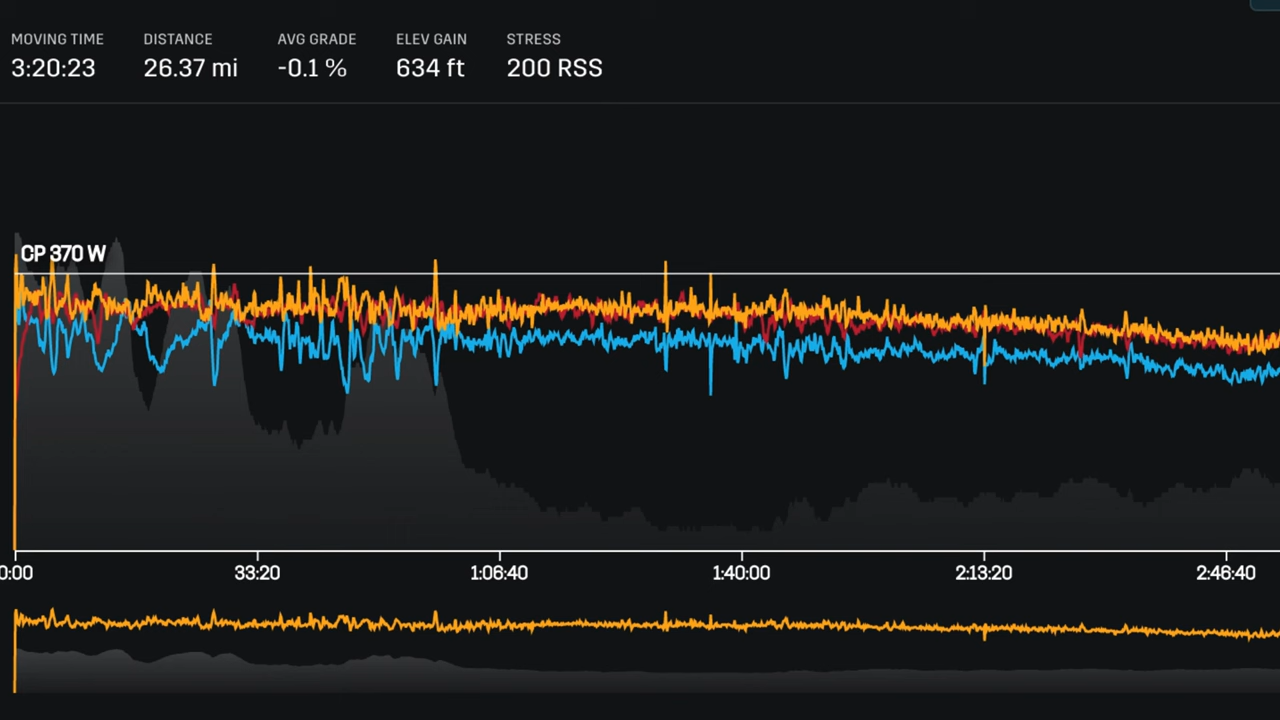 MOVING TIME DISTANCE AVG GRADE ELEV GAIN STRESS
3:20:23 26.37 mi -0.1 % 634 ft 200 RSS
CP 370 W
0:00 33:20 1:06:40 1:40:00 2:13:20 2:46:40